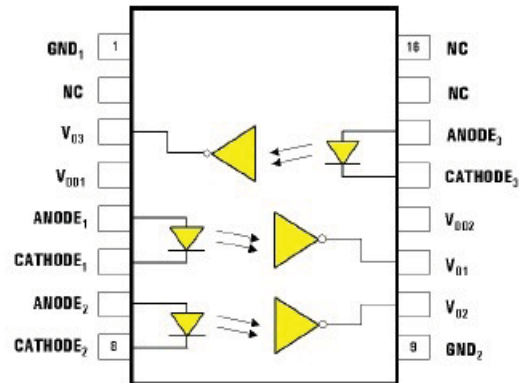 GND1 1 16 NC
NC NC
VO3 ANODE3
VDD1 CATHODE3
ANODE1 VDD2
CATHODE1 VO1
ANODE2 VO2
CATHODE2 8 9 GND2